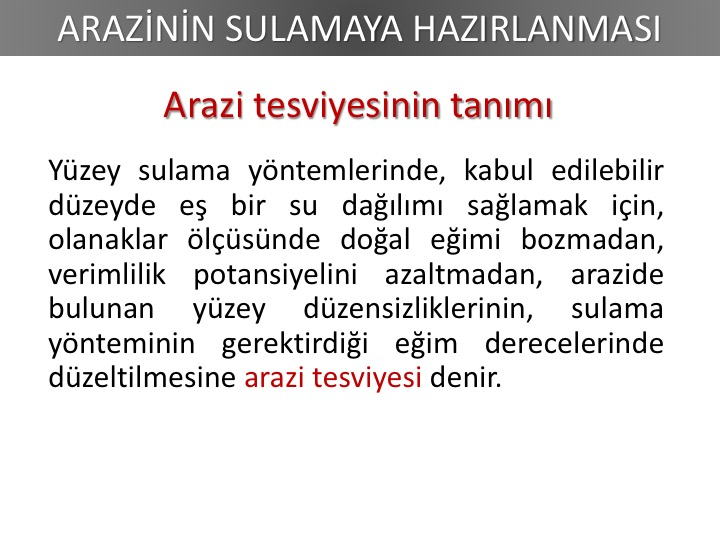 ARAZİNİN SULAMAYA HAZIRLANMASI
Arazi tesviyesinin tanımı
Yüzey sulama yöntemlerinde, kabul edilebilir
düzeyde eş bir su dağılımı sağlamak için,
olanaklar ölçüsünde doğal eğimi bozmadan,
verimlilik potansiyelini azaltmadan, arazide
bulunan yüzey düzensizliklerinin, sulama
yönteminin gerektirdiği eğim derecelerinde
düzeltilmesine arazi tesviyesi denir.